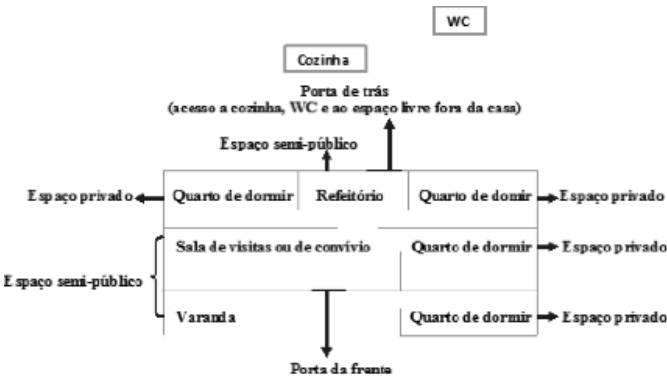 WC
Cozinha
Porta de trás
(acesso a cozinha, WC e ao espaço livre fora da casa)
Espaço semi-público
Espaço privado Quarto de dormir Refeitório Quarto de domir Espaço privado
Sala de visitas ou de convívio Quarto de dormir Espaço privado
Espaço semi-público
Varanda Quarto de dormir Espaço privado
Porta da frente